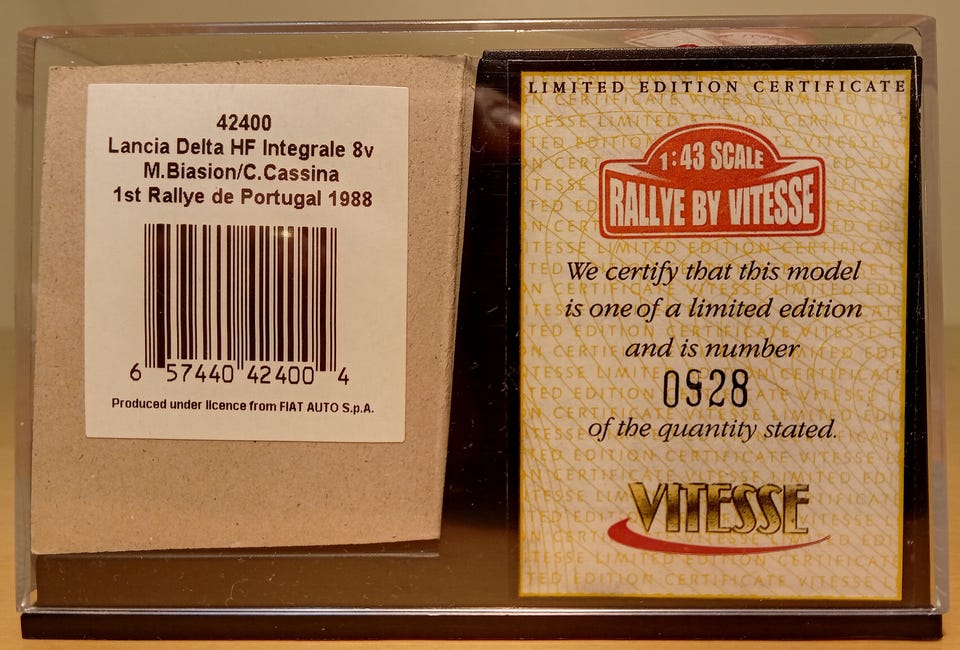 42400
Lancia Delta HF Integrale 8v
M.Biasion/C.Cassina
1st Rallye de Portugal 1988
6 57440 42400 4
Produced under licence from FIAT AUTO S.p.A.
LIMITED EDITION CERTIFICATE
1:43 SCALE
RALLYE BY VITESSE
We certify that this model
is one of a limited edition
and is number
0928
of the quantity stated.
VITESSE